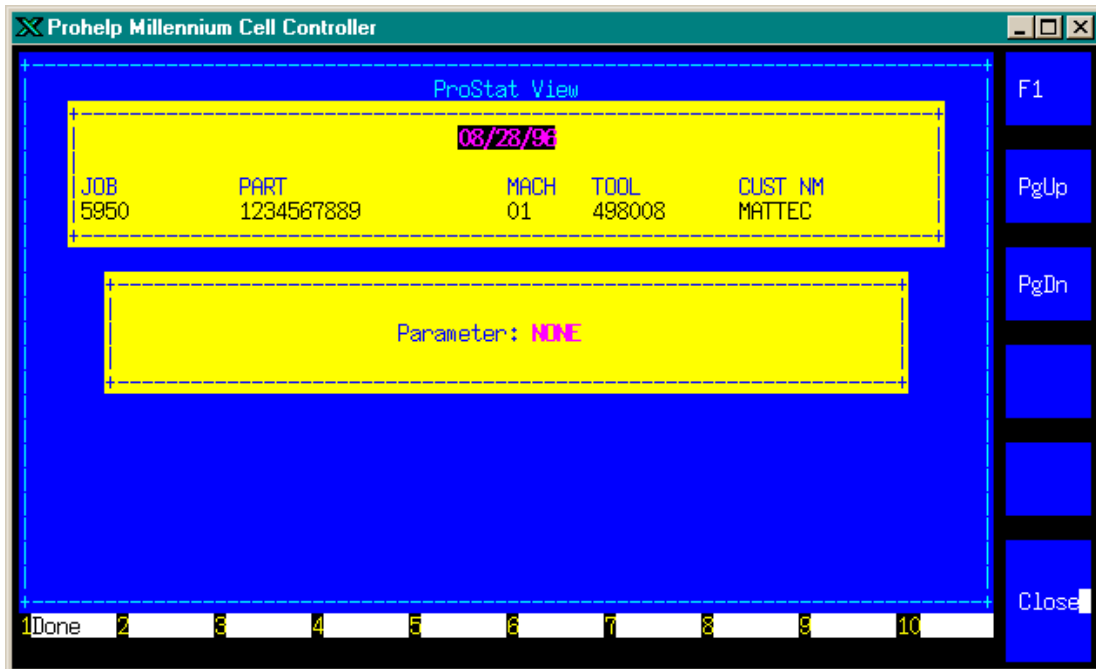 Prohelp Millennium Cell Controller
ProStat View
08/28/96
JOB PART MACH TOOL CUST NM
5950 1234567889 01 498008 MATTEC
Parameter: NONE
1Done 2 3 4 5 6 7 8 9 10
F1
PgUp
PgDn
Close